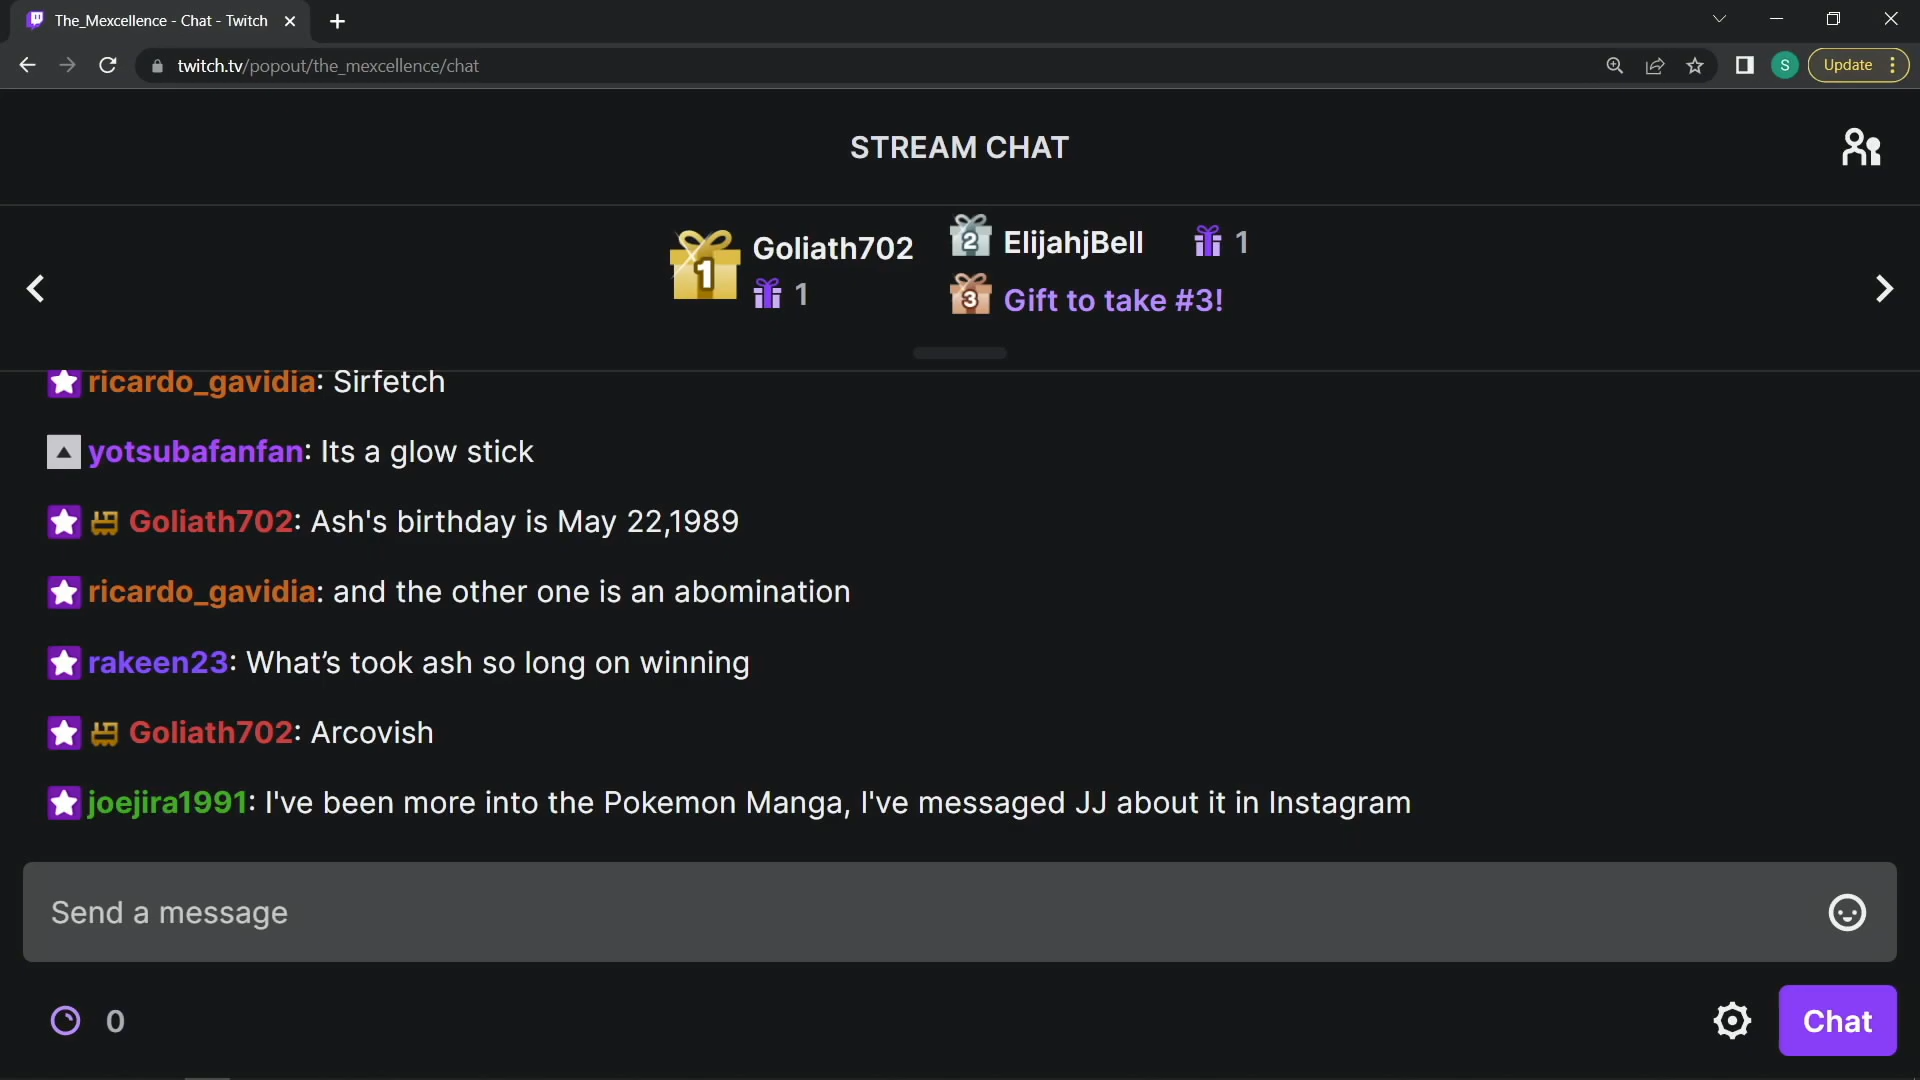 The_Mexcellence - Chat - Twitch
twitch.tv/popout/the_mexcellence/chat
S
Update
STREAM CHAT
1 Goliath702
1
2 ElijahjBell 1
3 Gift to take #3!
ricardo_gavidia: Sirfetch
yotsubafanfan: Its a glow stick
Goliath702: Ash's birthday is May 22,1989
ricardo_gavidia: and the other one is an abomination
rakeen23: What’s took ash so long on winning
Goliath702: Arcovish
joejira1991: I've been more into the Pokemon Manga, I've messaged JJ about it in Instagram
Send a message
0
Chat